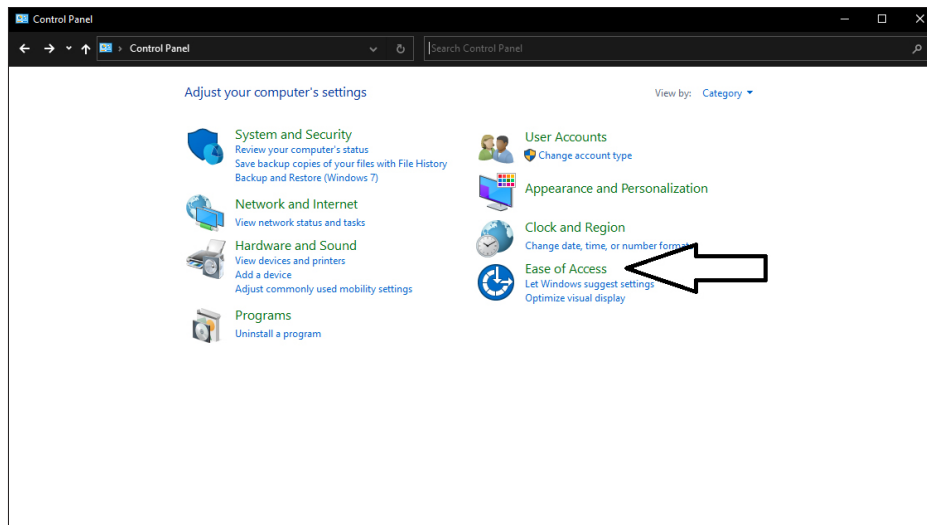 Control Panel
Control Panel
Search Control Panel
Adjust your computer's settings
View by: Category
System and Security
Review your computer's status
Save backup copies of your files with File History
Backup and Restore (Windows 7)
Network and Internet
View network status and tasks
Hardware and Sound
View devices and printers
Add a device
Adjust commonly used mobility settings
Programs
Uninstall a program
User Accounts
Change account type
Appearance and Personalization
Clock and Region
Change date, time, or number formats
Ease of Access
Let Windows suggest settings
Optimize visual display